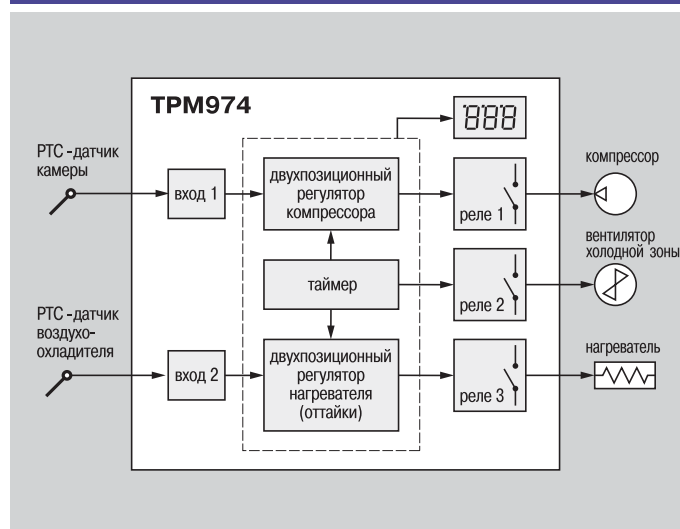 ТРМ974
888
РТС -датчик
камеры
вход 1
двухпозиционный
регулятор
компрессора
реле 1
компрессор
таймер
реле 2
вентилятор
холодной зоны
РТС -датчик
воздухо-
охладителя
вход 2
двухпозиционный
регулятор
нагревателя
(оттайки)
реле 3
нагреватель